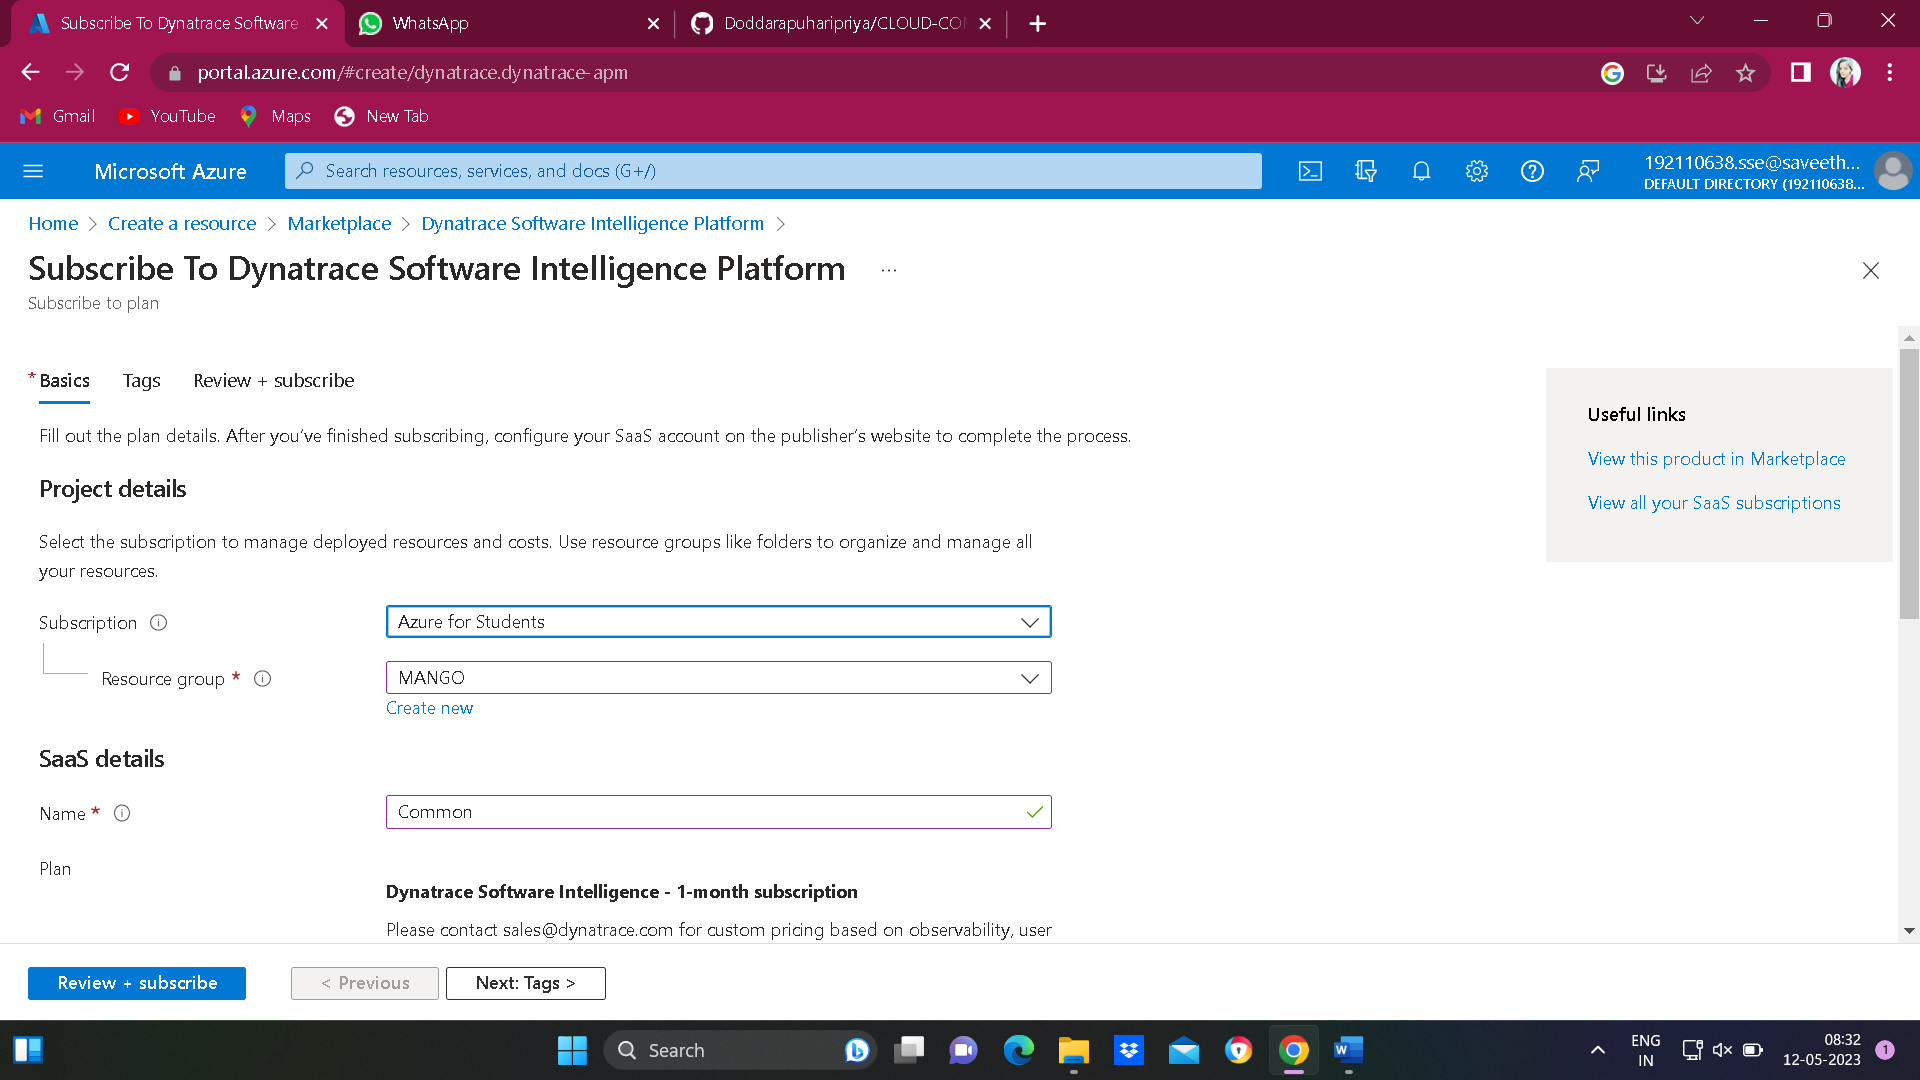 Subscribe To Dynatrace Software
WhatsApp
Doddarapuharipriya/CLOUD-CO
portal.azure.com/#create/dynatrace.dynatrace-apm
Gmail
YouTube
Maps
New Tab
Microsoft Azure
Search resources, services, and docs (G+/)
192110638.sse@saveeth...
DEFAULT DIRECTORY (192110638...
Home > Create a resource > Marketplace > Dynatrace Software Intelligence Platform >
Subscribe To Dynatrace Software Intelligence Platform ...
Subscribe to plan
* Basics
Tags
Review + subscribe
Fill out the plan details. After you've finished subscribing, configure your SaaS account on the publisher's website to complete the process.
Useful links
View this product in Marketplace
View all your SaaS subscriptions
Project details
Select the subscription to manage deployed resources and costs. Use resource groups like folders to organize and manage all
your resources.
Subscription
Azure for Students
Resource group *
MANGO
Create new
SaaS details
Name *
Common
Plan
Dynatrace Software Intelligence - 1-month subscription
Please contact sales@dynatrace.com for custom pricing based on observability, user
Review + subscribe
< Previous
Next: Tags >
Search
ENG
IN
08:32
12-05-2023
1